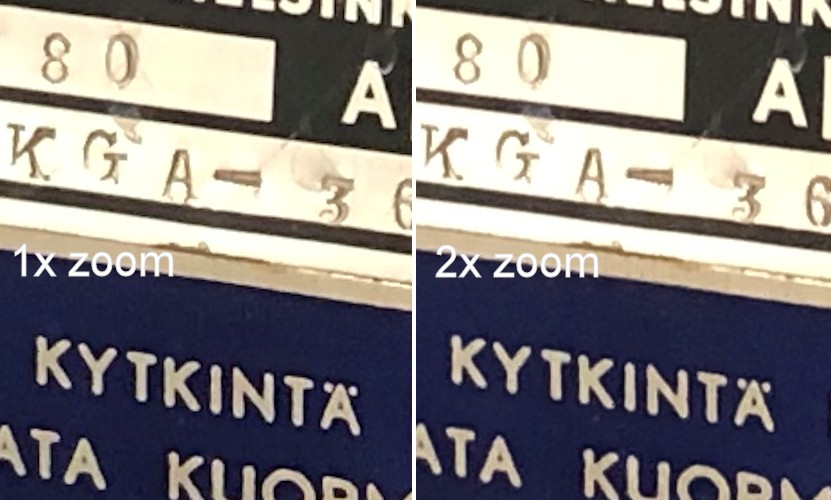 80
A
KGA-36
1x zoom
KYTKINTÄ
80
A
KGA-36
2x zoom
KYTKINTÄ